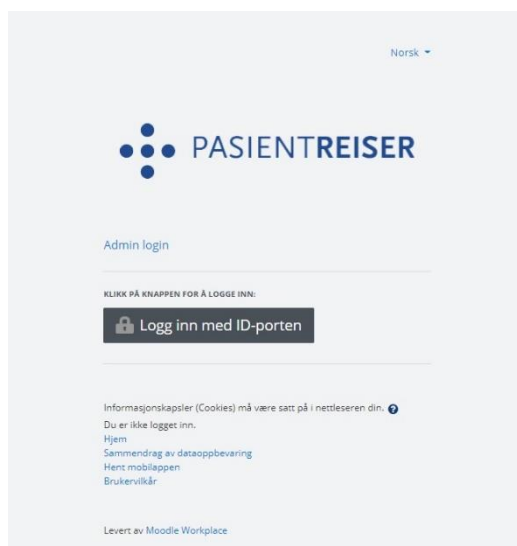 Norsk
PASIENTREISER
Admin login
KLIKK PÅ KNAPPEN FOR Å LOGGE INN:
Logg inn med ID-porten
Informasjonskapsler (Cookies) må være satt på i nettleseren din.
Du er ikke logget inn.
Hjem
Sammendrag av dataoppbevaring
Hent mobilappen
Brukervilkår
Levert av Moodle Workplace